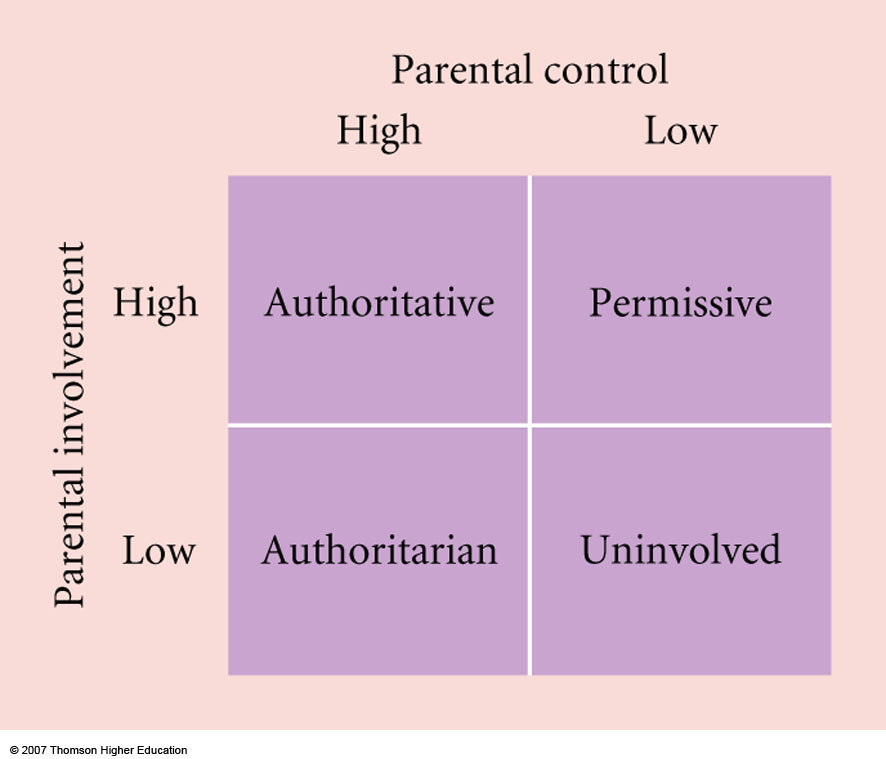 Parental control
High Low
Parental involvement
High Authoritative Permissive
Low Authoritarian Uninvolved
© 2007 Thomson Higher Education